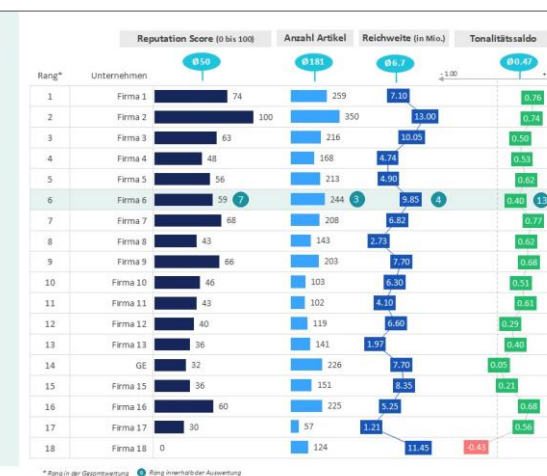 Reputation Score (0 bis 100) Anzahl Artikel Reichweite (in Mio.) Tonalitätssaldo
Ø50 Ø181 Ø6.7 Ø0.47
Rang* Unternehmen - 1.00 +
1 Firma 1 74 259 7.10 0.76
2 Firma 2 100 350 13.00 0.74
3 Firma 3 63 216 10.05 0.50
4 Firma 4 48 168 4.74 0.53
5 Firma 5 56 213 4.90 0.62
6 Firma 6 59 7 244 3 9.85 4 0.40 13
7 Firma 7 68 208 6.82 0.77
8 Firma 8 43 143 2.73 0.62
9 Firma 9 66 203 7.70 0.68
10 Firma 10 46 103 6.30 0.51
11 Firma 11 43 102 4.10 0.61
12 Firma 12 40 119 6.60 0.29
13 Firma 13 36 141 1.97 0.40
14 GE 32 226 7.70 0.05
15 Firma 15 36 151 8.35 0.21
16 Firma 16 60 225 5.25 0.68
17 Firma 17 30 57 1.21 0.56
18 Firma 18 0 124 11.45 -0.43
* Rang in der Gesamtwertung Rang innerhalb der Auswertung